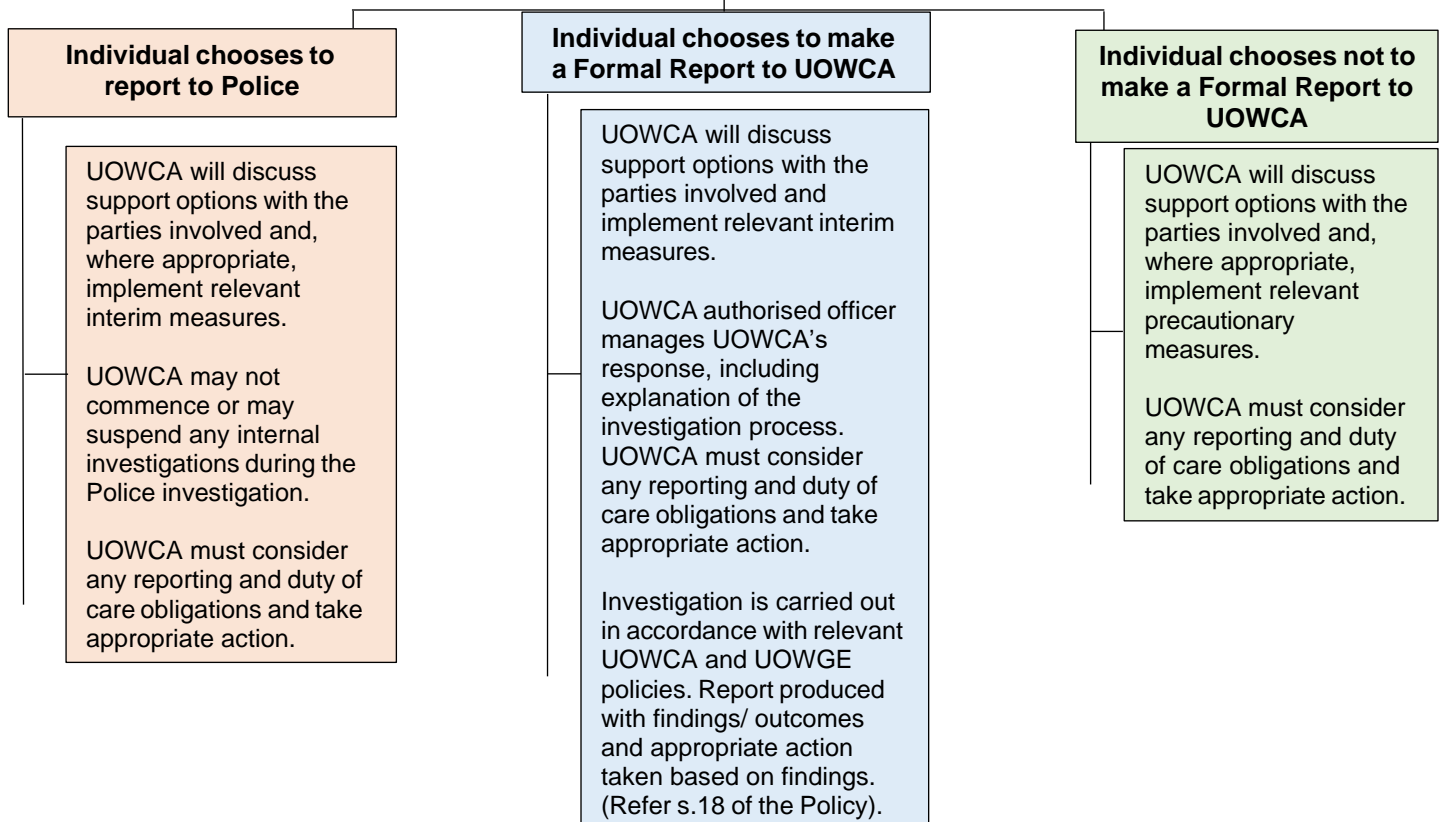 Individual chooses to
report to Police
UOWCA will discuss
support options with the
parties involved and,
where appropriate,
implement relevant
interim measures.
UOWCA may not
commence or may
suspend any internal
investigations during the
Police investigation.
UOWCA must consider
any reporting and duty of
care obligations and take
appropriate action.
Individual chooses to make
a Formal Report to UOWCA
UOWCA will discuss
support options with the
parties involved and
implement relevant interim
measures.
UOWCA authorised officer
manages UOWCA’s
response, including
explanation of the
investigation process.
UOWCA must consider
any reporting and duty of
care obligations and take
appropriate action.
Investigation is carried out
in accordance with relevant
UOWCA and UOWGE
policies. Report produced
with findings/ outcomes
and appropriate action
taken based on findings.
(Refer s.18 of the Policy).
Individual chooses not to
make a Formal Report to
UOWCA
UOWCA will discuss
support options with the
parties involved and,
where appropriate,
implement relevant
precautionary
measures.
UOWCA must consider
any reporting and duty
of care obligations and
take appropriate action.